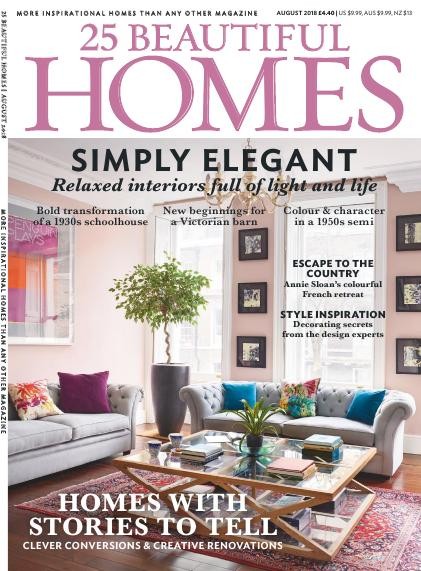 MORE INSPIRATIONAL HOMES THAN ANY OTHER MAGAZINE
AUGUST 2018 £4.40 | US $9.99, AUS $9.99, NZ $13
25 BEAUTIFUL
HOMES
SIMPLY ELEGANT
Relaxed interiors full of light and life
Bold transformation
of a 1930s schoolhouse
New beginnings for
a Victorian barn
Colour & character
in a 1950s semi
ESCAPE TO THE
COUNTRY
Annie Sloan's colourful
French retreat
STYLE INSPIRATION
Decorating secrets
from the design experts
HOMES WITH
STORIES TO TELL
CLEVER CONVERSIONS & CREATIVE RENOVATIONS
25 BEAUTIFUL HOMES | AUGUST 2018
MORE INSPIRATIONAL HOMES THAN ANY OTHER MAGAZINE
PENGUIN
PLAYS